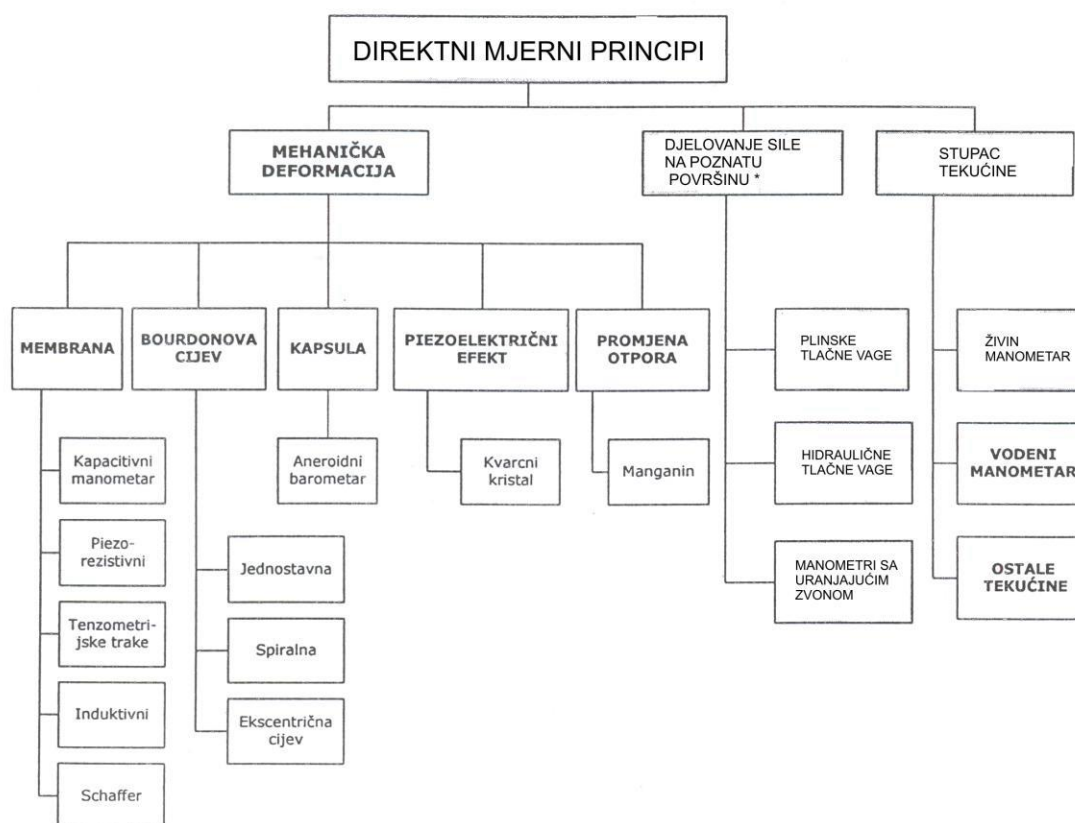 DIREKTNI MJERNI PRINCIPI
MEHANIČKA
DEFORMACIJA
DJELOVANJE SILE
NA POZNATU
POVRŠINU *
STUPAC
TEKUĆINE
MEMBRANA
BOURDONOVA
CIJEV
KAPSULA
PIEZOELEKTRIČNI
EFEKT
PROMJENA
OTPORA
PLINSKE
TLAČNE VAGE
ŽIVIN
MANOMETAR
Kapacitivni
manometar
Aneroidni
barometar
Kvarcni
kristal
Manganin
HIDRAULIČNE
TLAČNE VAGE
VODENI
MANOMETAR
Piezo-
rezistivni
Jednostavna
MANOMETRI SA
URANJAJUĆIM
ZVONOM
OSTALE
TEKUĆINE
Tenzometri-
jske trake
Spiralna
Induktivni
Ekscentrična
cijev
Schaffer